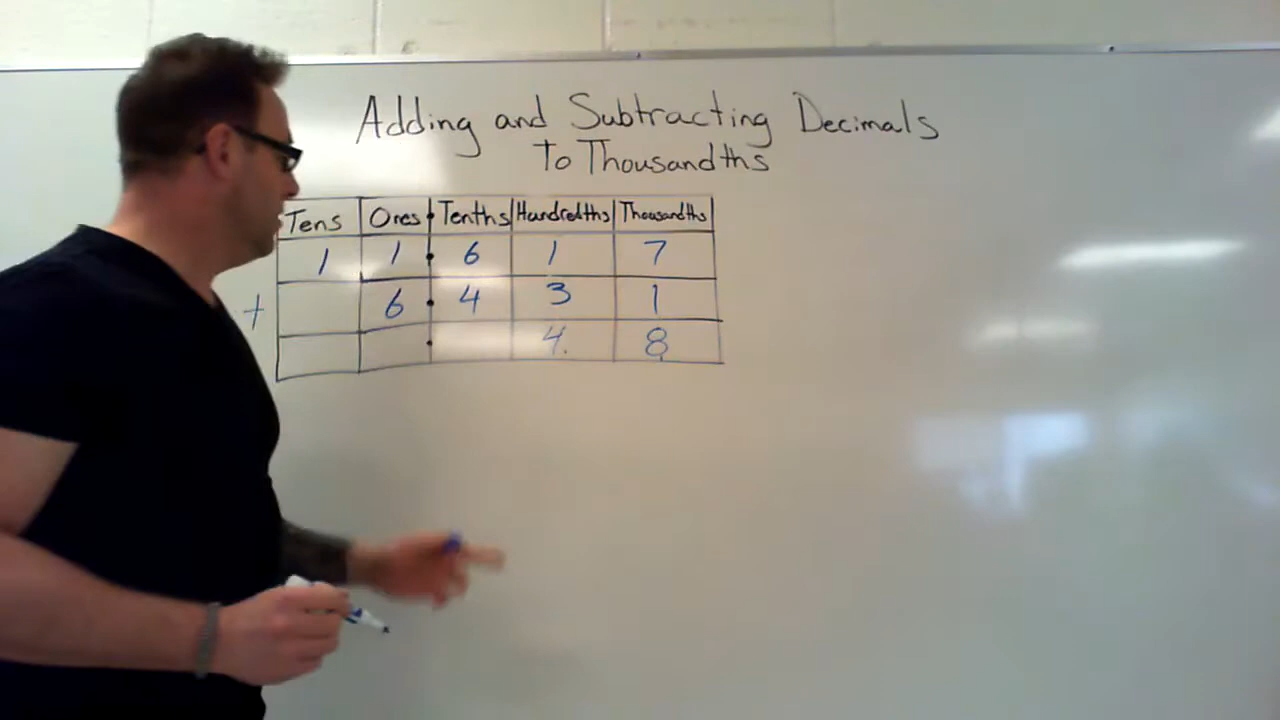 Adding and Subtracting Decimals
to Thousandths
Tens Ones . Tenths Hundredths Thousandths
1 1 . 6 1 7
+ 6 . 4 3 1
. 4 8